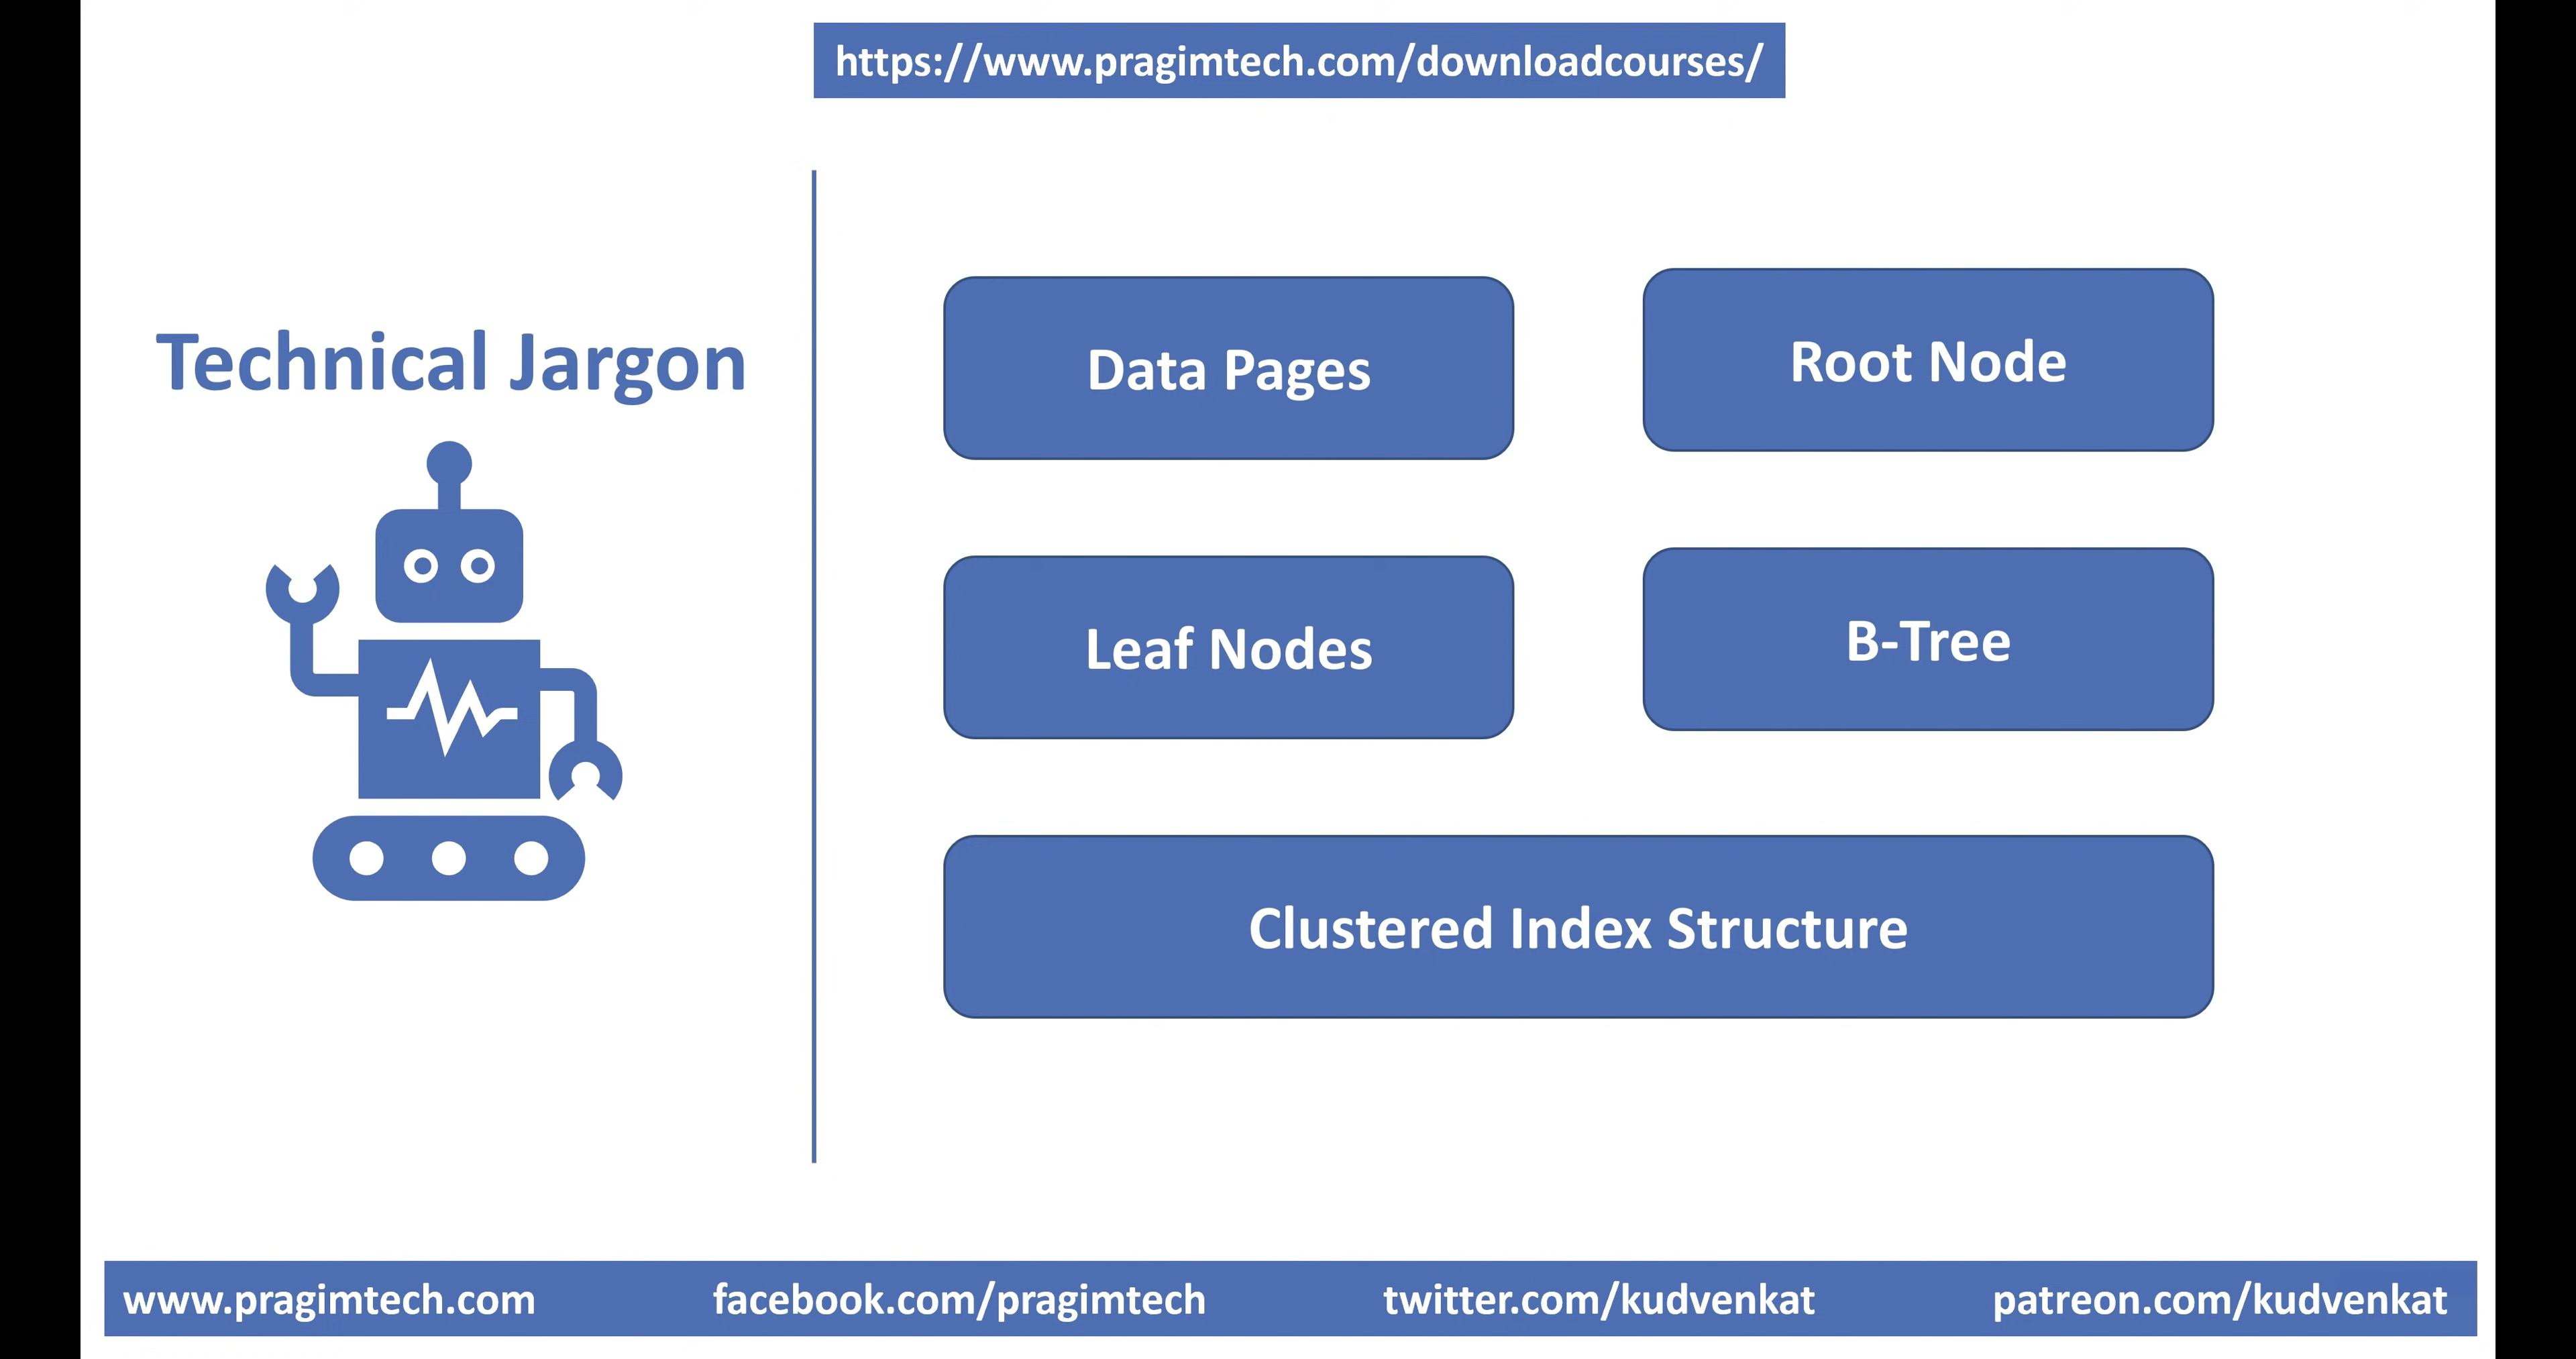 https://www.pragimtech.com/downloadcourses/
Technical Jargon
Data Pages
Root Node
Leaf Nodes
B-Tree
Clustered Index Structure
www.pragimtech.com
facebook.com/pragimtech
twitter.com/kudvenkat
patreon.com/kudvenkat